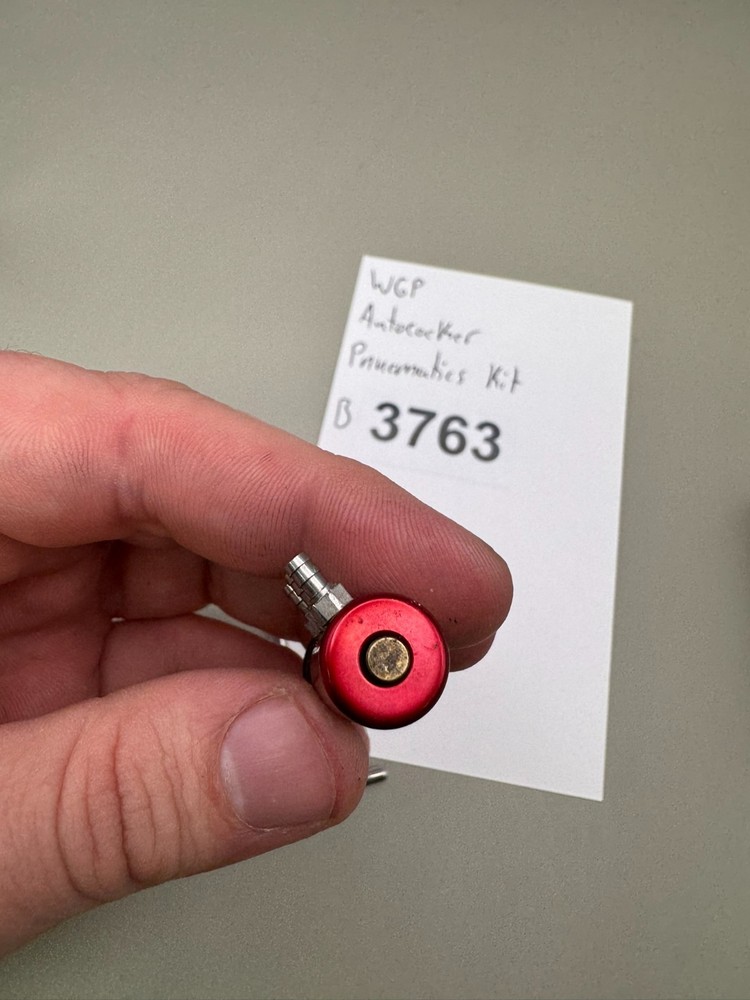 WGP
Autococker
Pneumatics Kit
B 3763